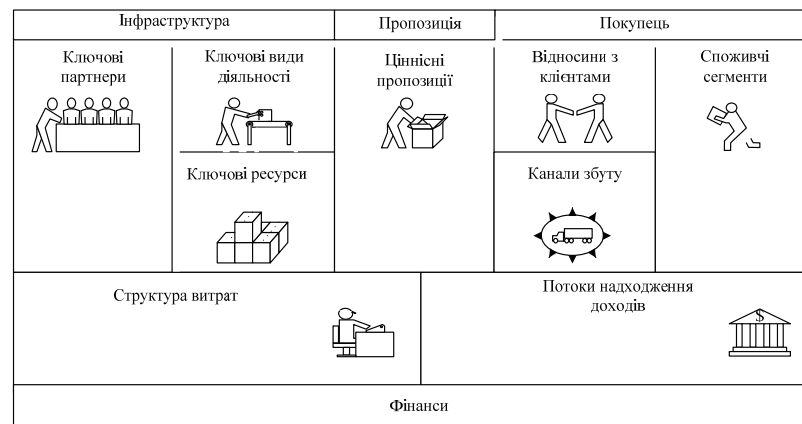 Інфраструктура
Пропозиція
Покупець
Ключові
партнери
Ключові види
діяльності
Ключові ресурси
Ціннісні
пропозиції
Відносини з
клієнтами
Канали збуту
Споживчі
сегменти
Структура витрат
Потоки надходження
доходів
$
Фінанси